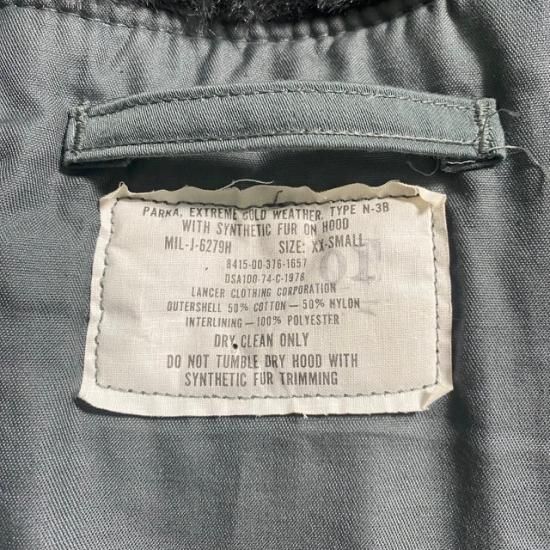 PARKA, EXTREME COLD WEATHER, TYPE N-3B
WITH SYNTHETIC FUR ON HOOD
MIL-J-6279H SIZE: XX-SMALL
8415-00-376-1657
DSA100-74-C-1976
LANCER CLOTHING CORPORATION
OUTERSHELL 50% COTTON — 50% NYLON
INTERLINING — 100% POLYESTER
DRY CLEAN ONLY
DO NOT TUMBLE DRY HOOD WITH
SYNTHETIC FUR TRIMMING